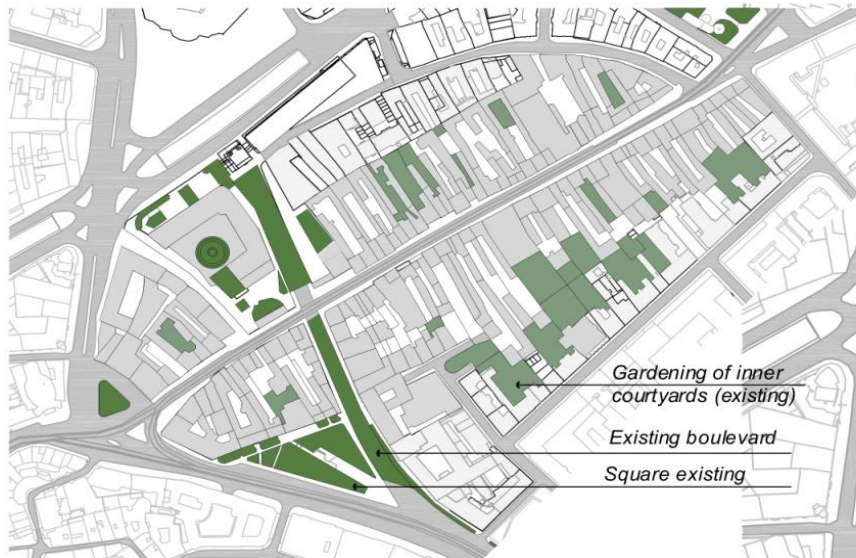 Gardening of inner
courtyards (existing)
Existing boulevard
Square existing